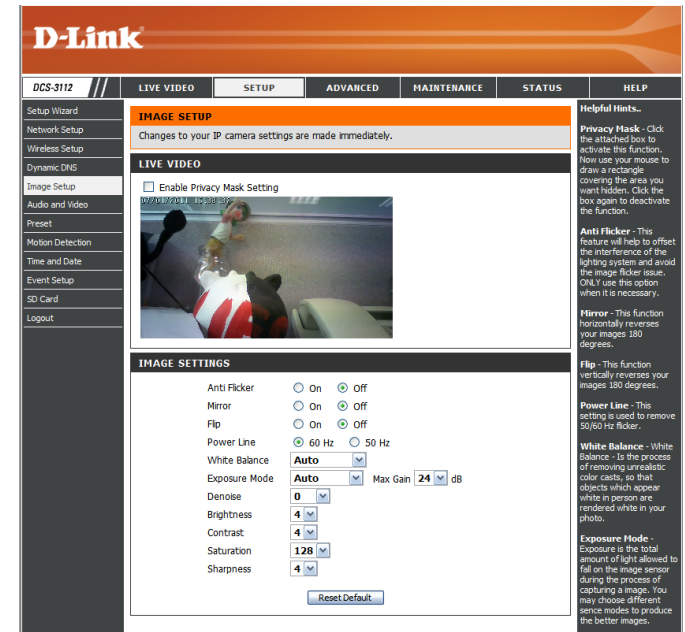 D-Link
DCS-3112 LIVE VIDEO SETUP ADVANCED MAINTENANCE STATUS HELP
Setup Wizard
Network Setup
Wireless Setup
Dynamic DNS
Image Setup
Audio and Video
Preset
Motion Detection
Time and Date
Event Setup
SD Card
Logout
IMAGE SETUP
Changes to your IP camera settings are made immediately.
LIVE VIDEO
Enable Privacy Mask Setting
IMAGE SETTINGS
Anti Flicker On Off
Mirror On Off
Flip On Off
Power Line 60 Hz 50 Hz
White Balance Auto
Exposure Mode Auto Max Gain 24 dB
Denoise 0
Brightness 4
Contrast 4
Saturation 128
Sharpness 4
Reset Default
Helpful Hints..
Privacy Mask - Click
the attached box to
activate this function.
Now use your mouse to
draw a rectangle
covering the area you
want hidden. Click the
box again to deactivate
the function.
Anti Flicker - This
feature will help to offset
the interference of the
lighting system and avoid
the image flicker issue.
ONLY use this option
when it is necessary.
Mirror - This function
horizontally reverses
your images 180
degrees.
Flip - This function
vertically reverses your
images 180 degrees.
Power Line - This
setting is used to remove
50/60 Hz flicker.
White Balance - White
Balance - Is the process
of removing unrealistic
color casts, so that
objects which appear
white in person are
rendered white in your
photo.
Exposure Mode -
Exposure is the total
amount of light allowed to
fall on the image sensor
during the process of
capturing a image. You
may choose different
sence modes to produce
the better images.